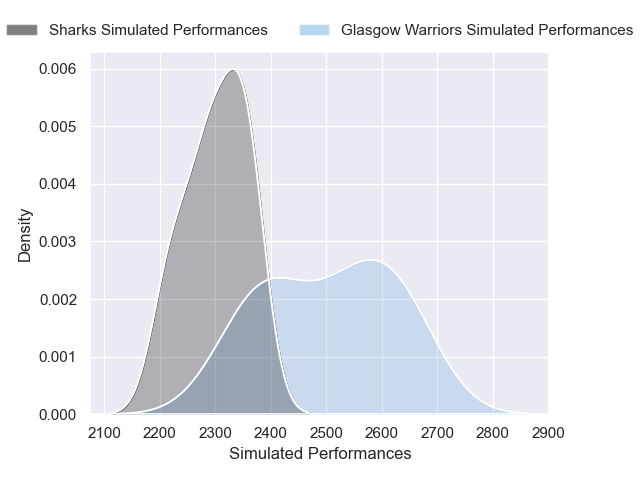 Sharks Simulated Performances
Glasgow Warriors Simulated Performances
0.006
0.005
0.004
0.003
0.002
0.001
0.000
Density
2100 2200 2300 2400 2500 2600 2700 2800 2900
Simulated Performances